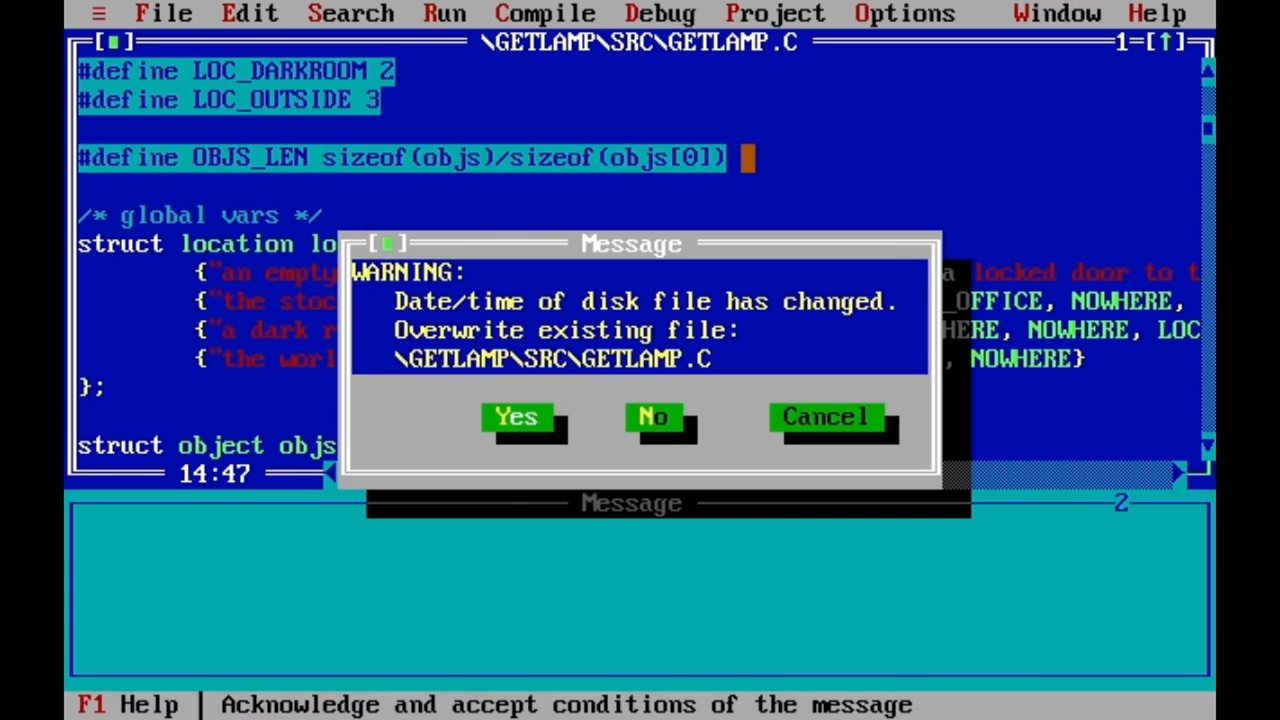 ≡ File Edit Search Run Compile Debug Project Options Window Help
[■] \GETLAMP\SRC\GETLAMP.C 1=[↑]
#define LOC_DARKROOM 2
#define LOC_OUTSIDE 3
#define OBJS_LEN sizeof(objs)/sizeof(objs[0])
/* global vars */
struct location lo
{"an empty a locked door to t
{"the stoc _OFFICE, NOWHERE,
{"a dark r HERE, NOWHERE, LOC
{"the worl , NOWHERE}
};
struct object objs
14:47
[■] Message
WARNING:
Date/time of disk file has changed.
Overwrite existing file:
\GETLAMP\SRC\GETLAMP.C
Yes No Cancel
Message 2
F1 Help | Acknowledge and accept conditions of the message